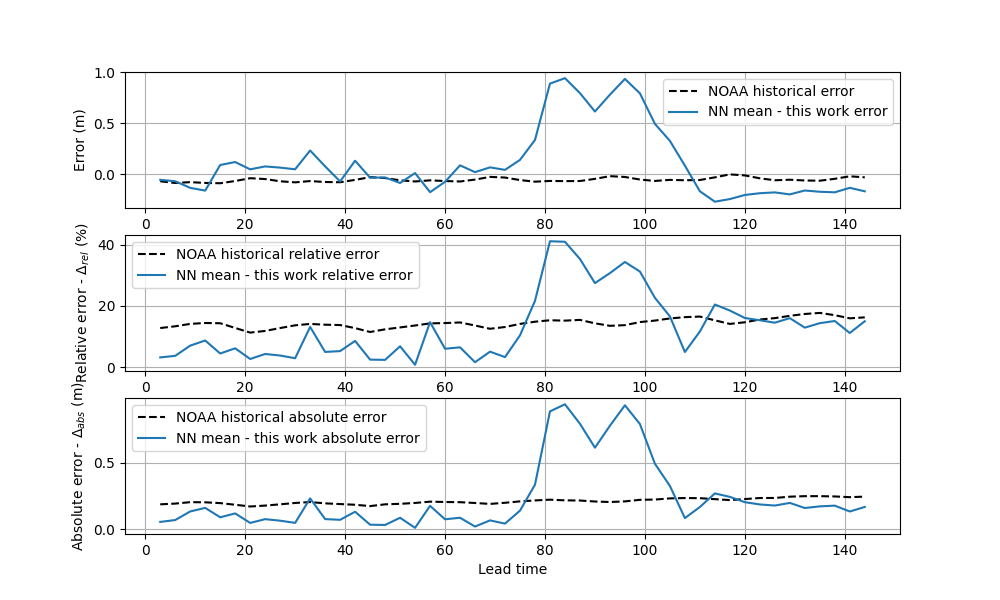 1.0
0.5
0.0
Error (m)
NOAA historical error
NN mean - this work error
0 20 40 60 80 100 120 140
40
20
0
Relative error - Δrel (%)
NOAA historical relative error
NN mean - this work relative error
0 20 40 60 80 100 120 140
0.5
0.0
Absolute error - Δabs (m)
NOAA historical absolute error
NN mean - this work absolute error
0 20 40 60 80 100 120 140
Lead time